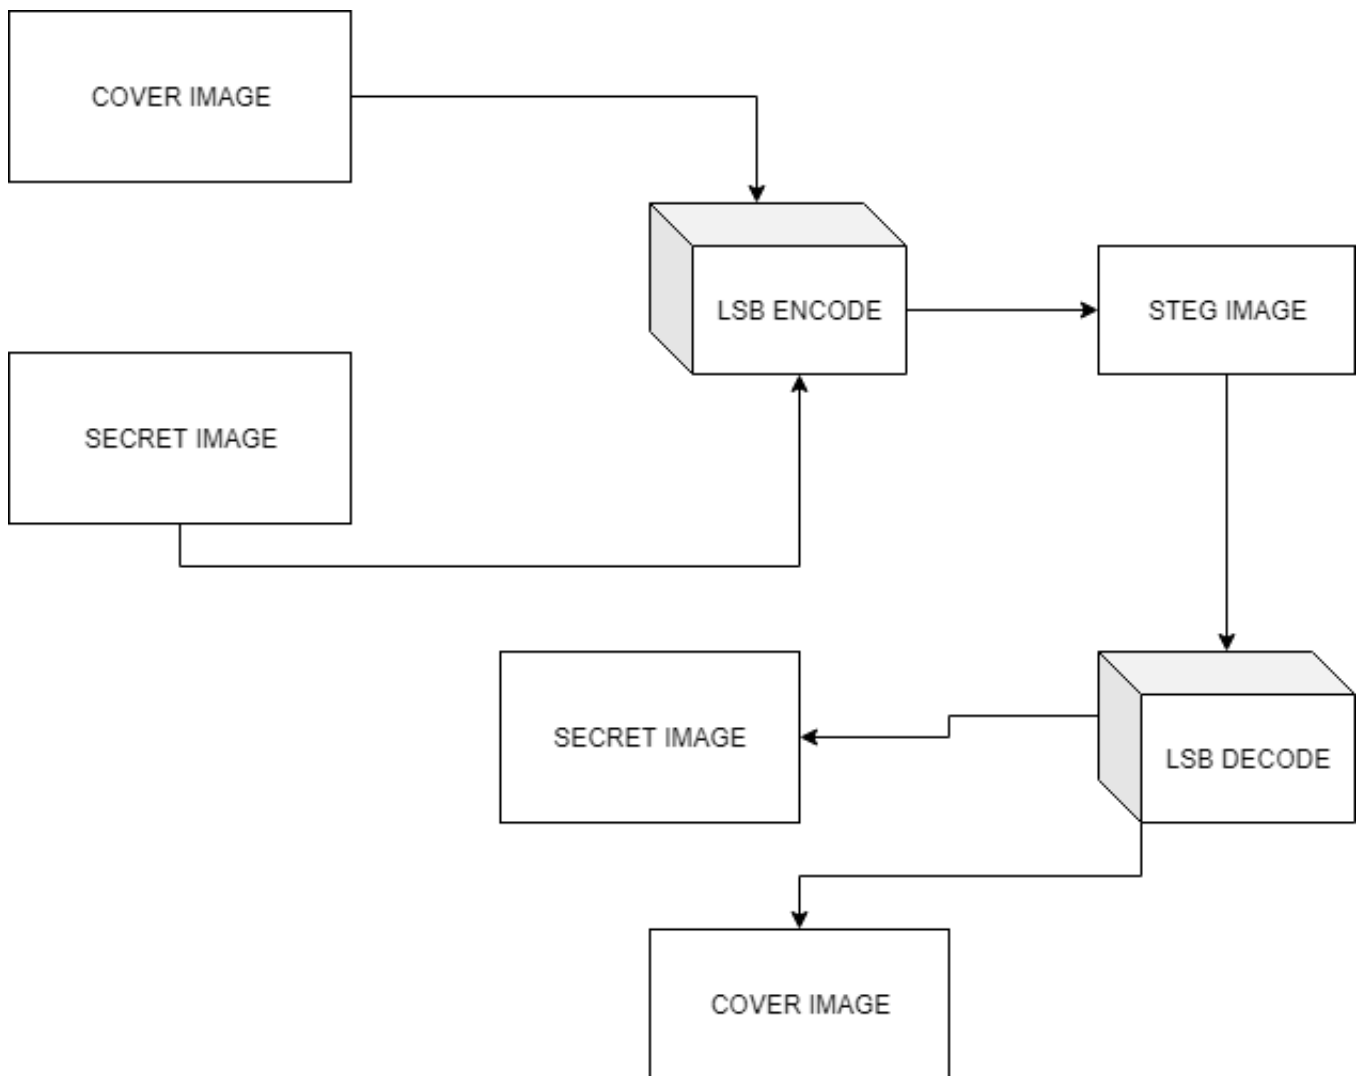 COVER IMAGE
LSB ENCODE
STEG IMAGE
SECRET IMAGE
SECRET IMAGE
LSB DECODE
COVER IMAGE